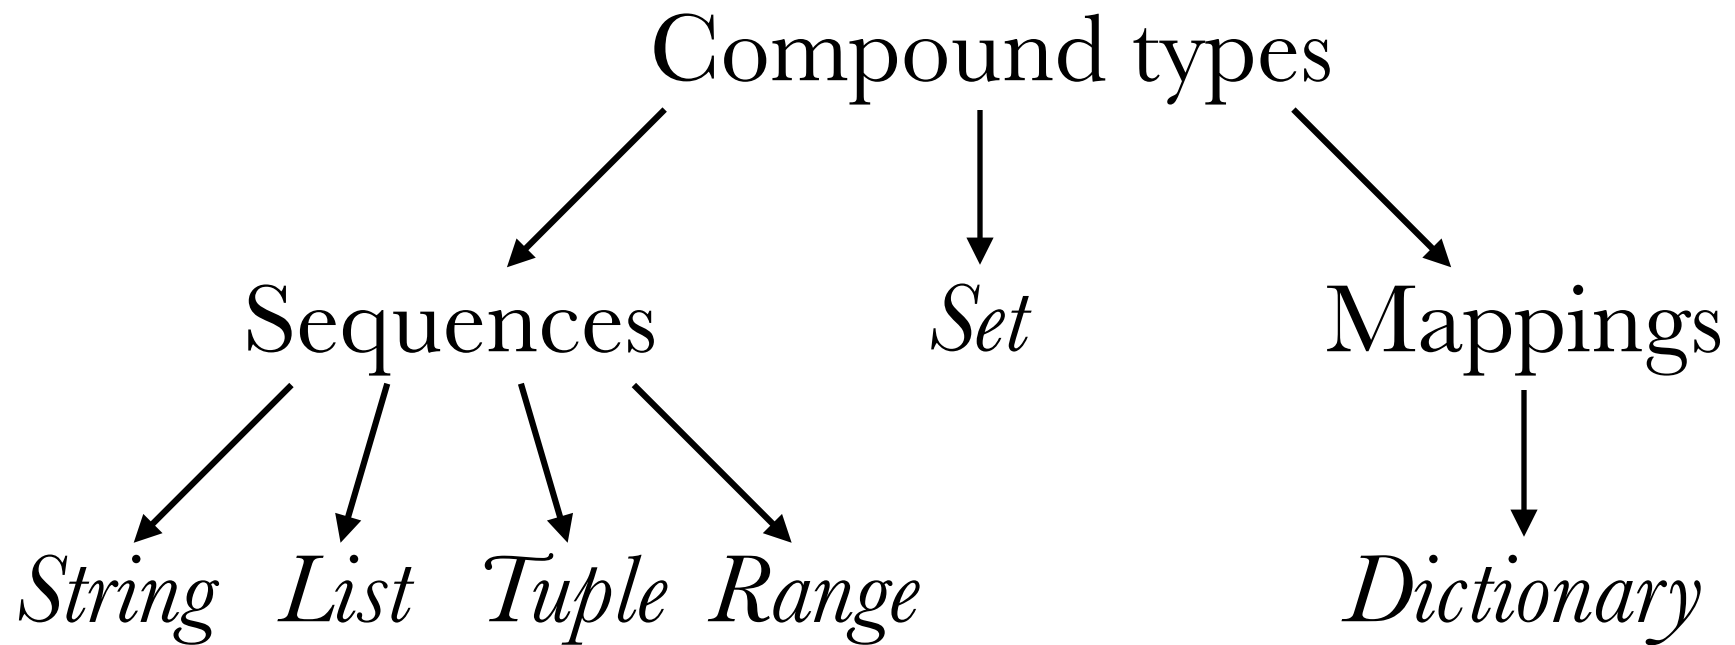 Compound types
Sequences Set Mappings
String List Tuple Range Dictionary